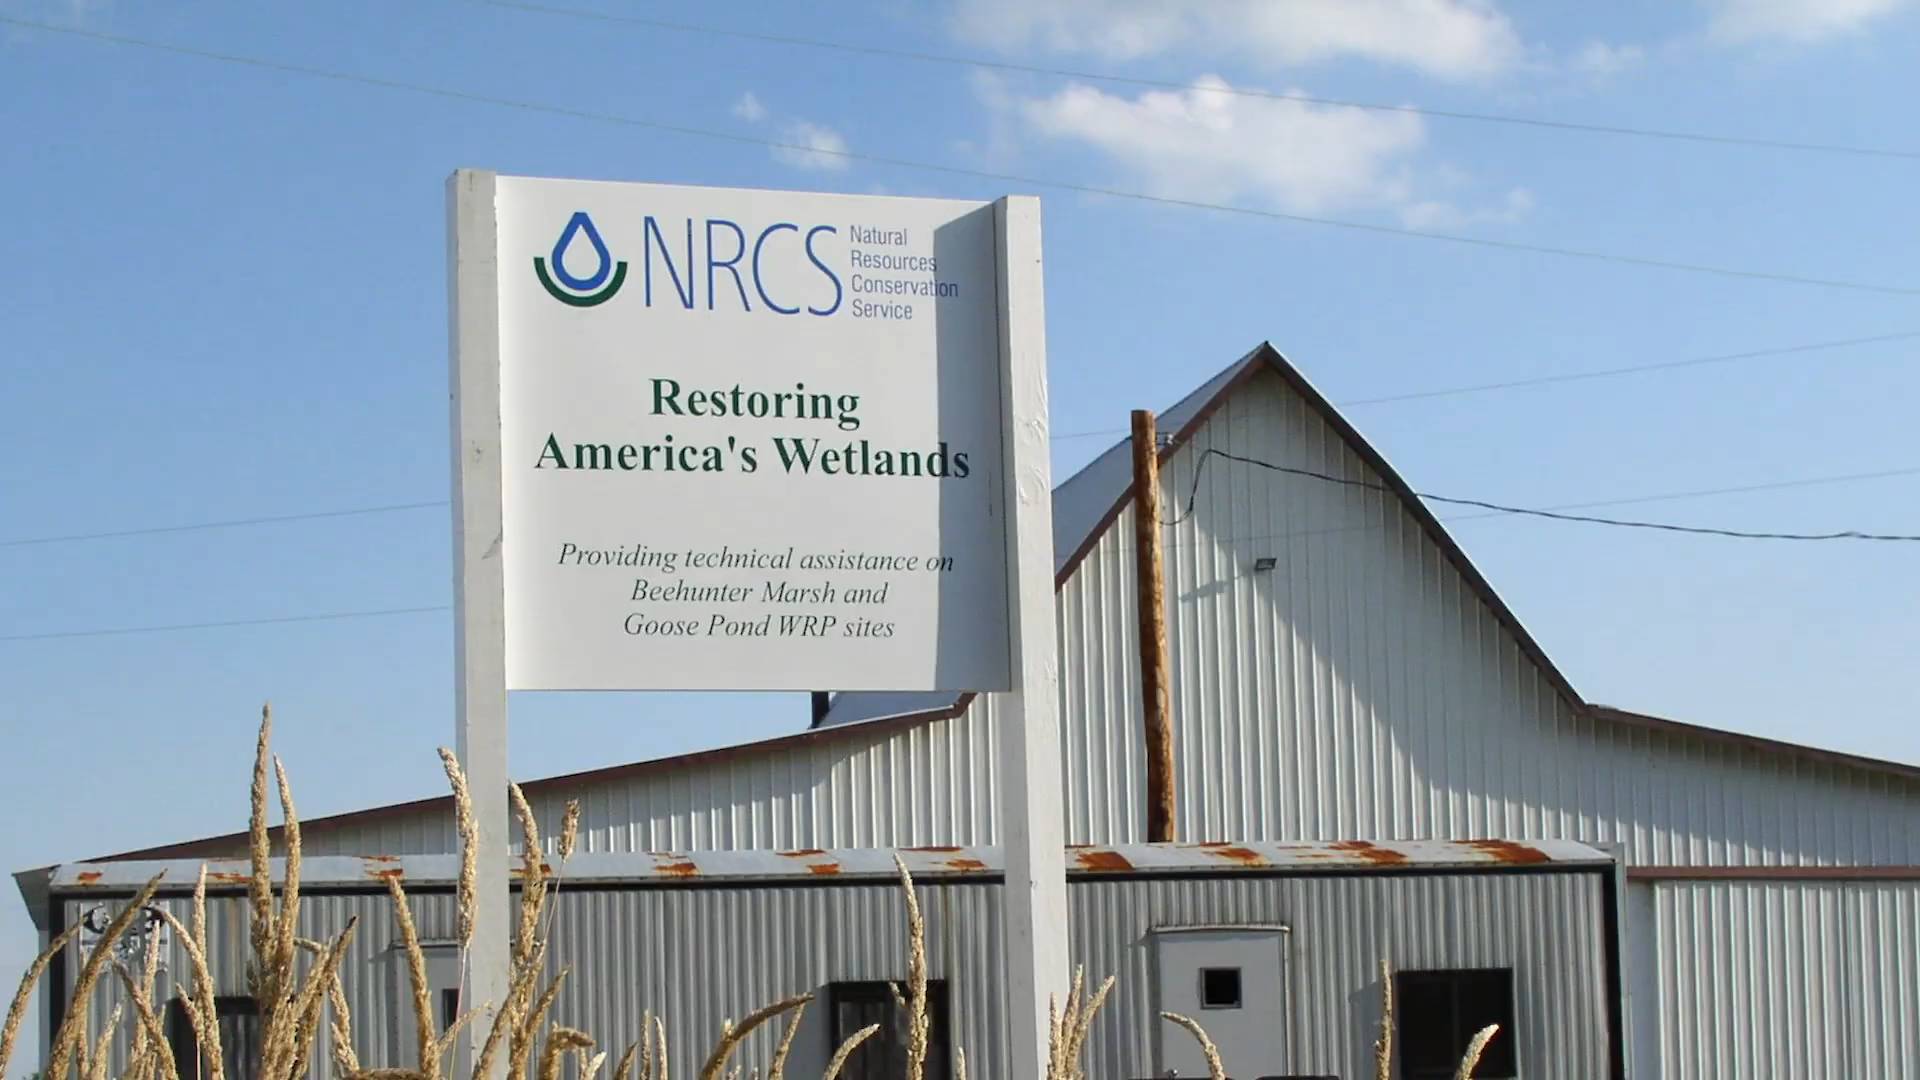 NRCS
Natural
Resources
Conservation
Service
Restoring
America's Wetlands
Providing technical assistance on
Beehunter Marsh and
Goose Pond WRP sites